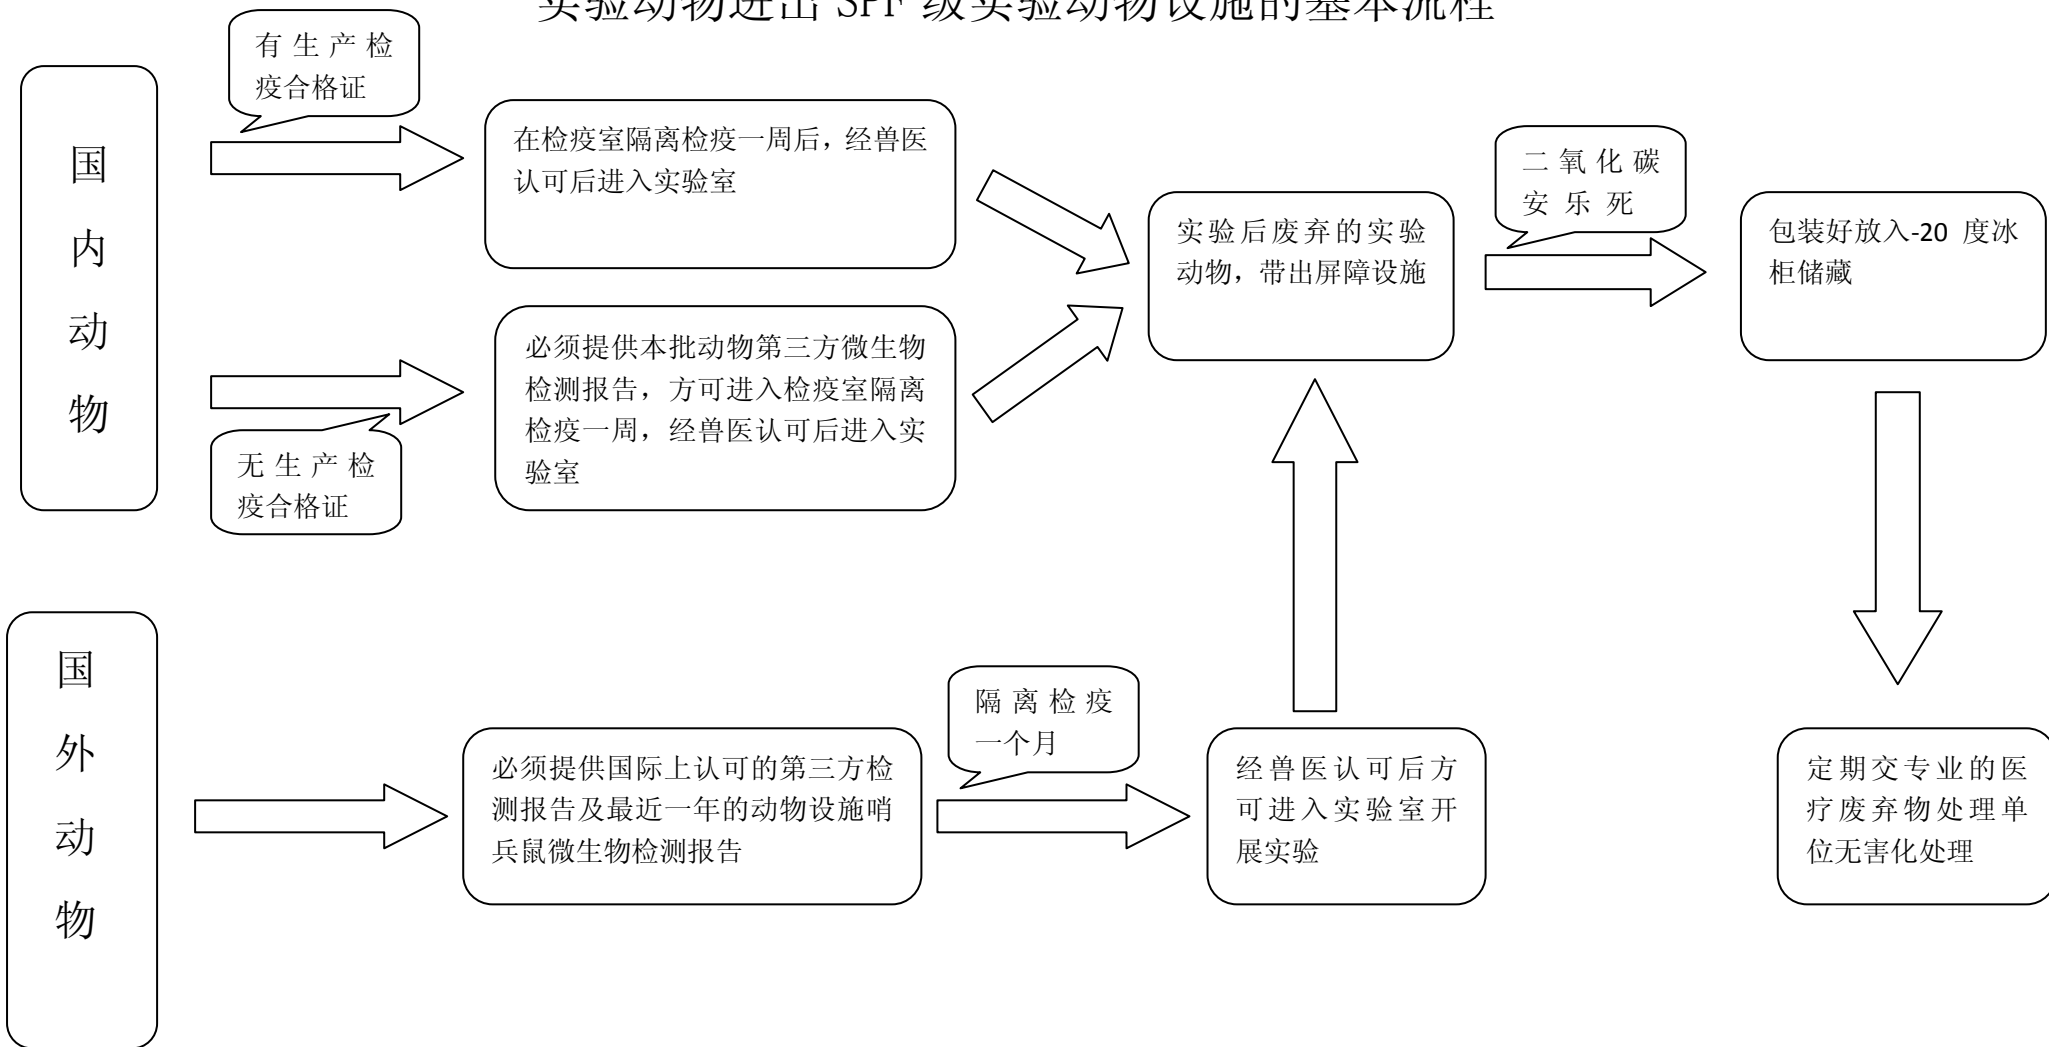 实验动物进出 SPF 级实验动物设施的基本流程
有生产检
疫合格证
国
内
动
物
在检疫室隔离检疫一周后，经兽医
认可后进入实验室
必须提供本批动物第三方微生物
检测报告，方可进入检疫室隔离
检疫一周，经兽医认可后进入实
验室
无生产检
疫合格证
实验后废弃的实验
动物，带出屏障设施
二氧化碳
安乐死
包装好放入-20 度冰
柜储藏
国
外
动
物
必须提供国际上认可的第三方检
测报告及最近一年的动物设施哨
兵鼠微生物检测报告
隔离检疫
一个月
经兽医认可后方
可进入实验室开
展实验
定期交专业的医
疗废弃物处理单
位无害化处理